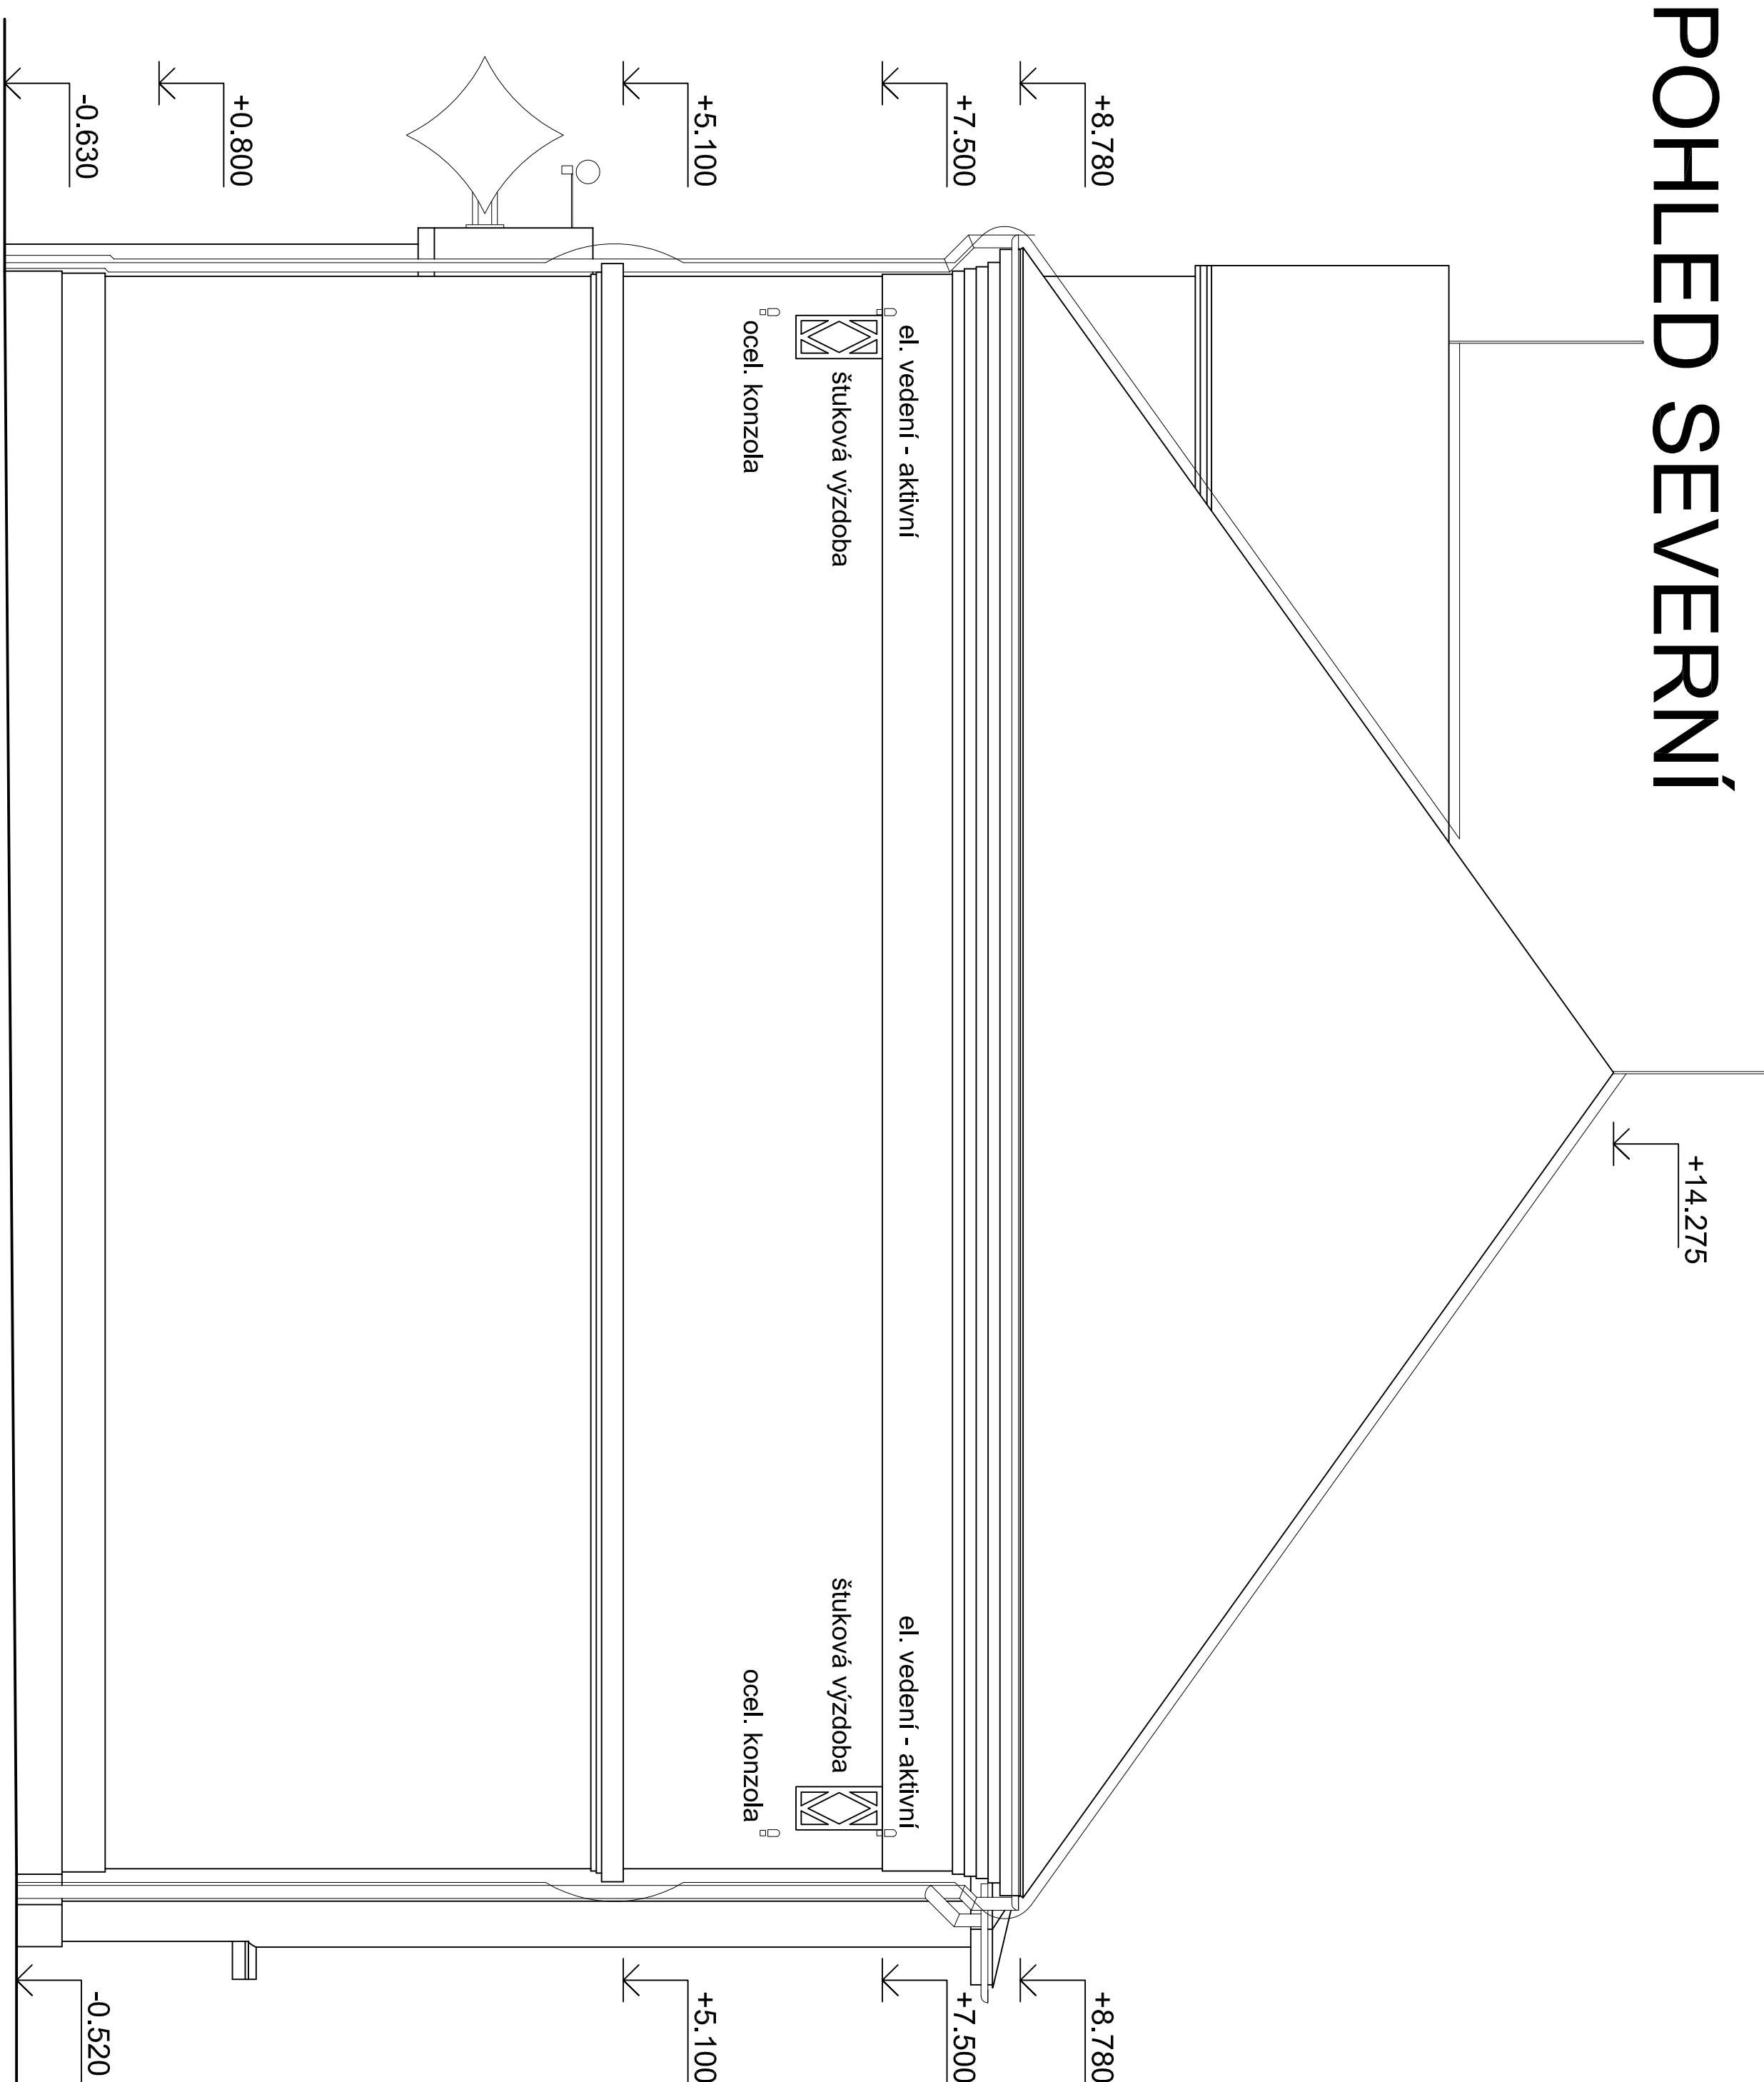 POHLED SEVERNÍ
+14.275
+8.780
+8.780
+7.500
+7.500
el. vedení - aktivní
el. vedení - aktivní
štuková výzdoba
štuková výzdoba
ocel. konzola
ocel. konzola
+5.100
+5.100
+0.800
-0.630
-0.520